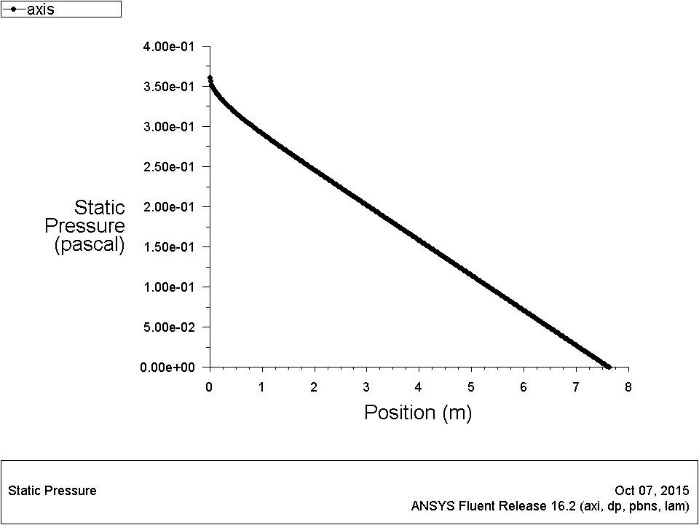 axis
4.00e-01
3.50e-01
3.00e-01
2.50e-01
2.00e-01
1.50e-01
1.00e-01
5.00e-02
0.00e+00
Static
Pressure
(pascal)
0 1 2 3 4 5 6 7 8
Position (m)
Static Pressure
Oct 07, 2015
ANSYS Fluent Release 16.2 (axi, dp, pbns, lam)